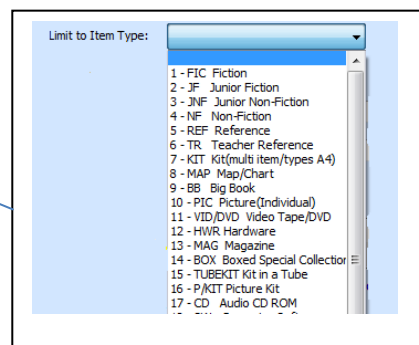 Limit to Item Type:
1 - FIC Fiction
2 - JF Junior Fiction
3 - JNF Junior Non-Fiction
4 - NF Non-Fiction
5 - REF Reference
6 - TR Teacher Reference
7 - KIT Kit(multi item/types A4)
8 - MAP Map/Chart
9 - BB Big Book
10 - PIC Picture(Individual)
11 - VID/DVD Video Tape/DVD
12 - HWR Hardware
13 - MAG Magazine
14 - BOX Boxed Special Collection
15 - TUBEKIT Kit in a Tube
16 - P/KIT Picture Kit
17 - CD Audio CD ROM